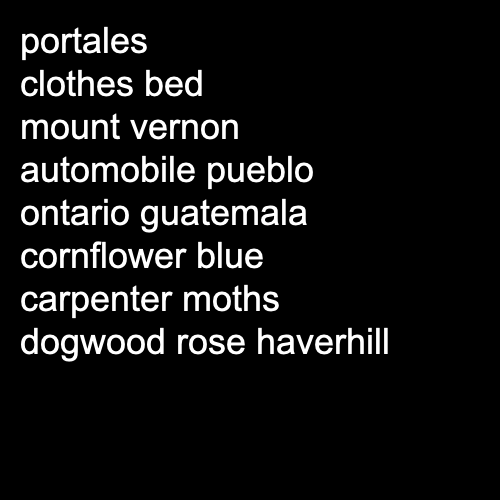 portales
clothes bed
mount vernon
automobile pueblo
ontario guatemala
cornflower blue
carpenter moths
dogwood rose haverhill